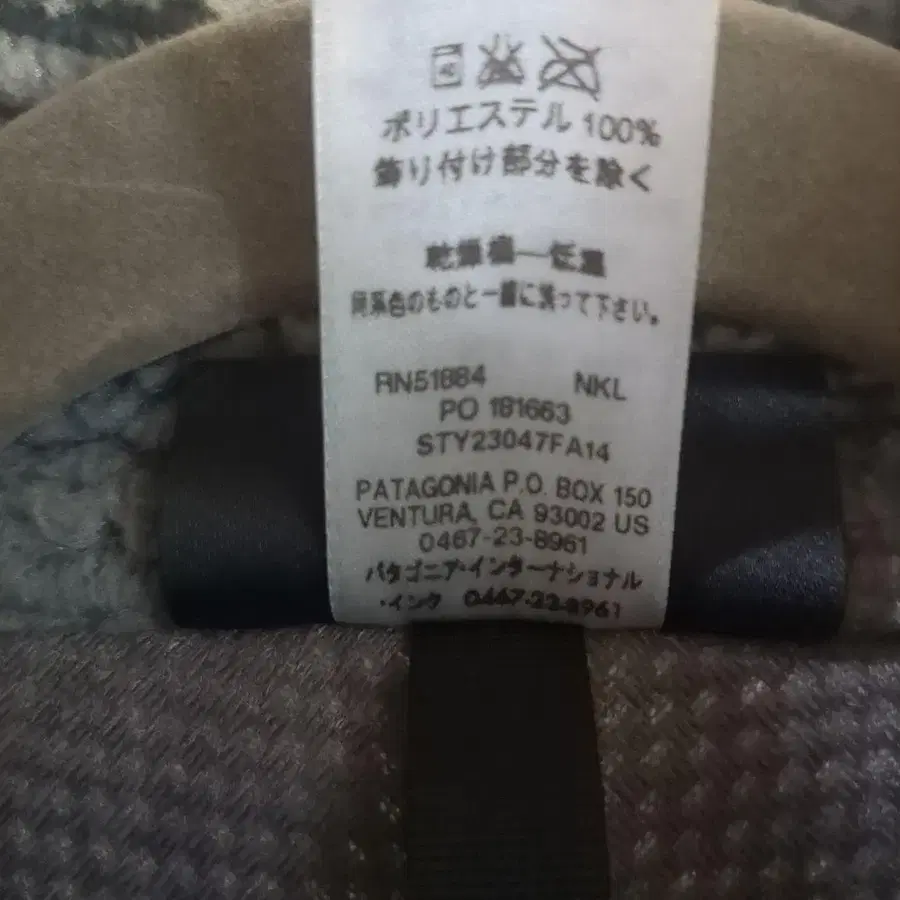 ポリエステル 100%
飾り付け部分を除く
乾燥機—低温
同系色のものと一緒に洗って下さい。
RN51884 NKL
PO 181663
STY23047FA14
PATAGONIA P.O. BOX 150
VENTURA, CA 93002 US
0467-23-8961
パタゴニア・インターナショナル
・インク 0467-23-8961